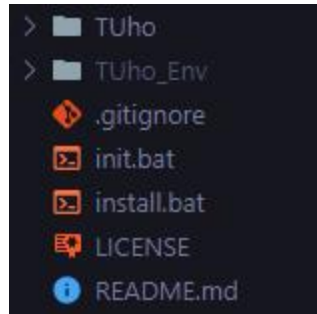 TUho
TUho_Env
.gitignore
init.bat
install.bat
LICENSE
README.md